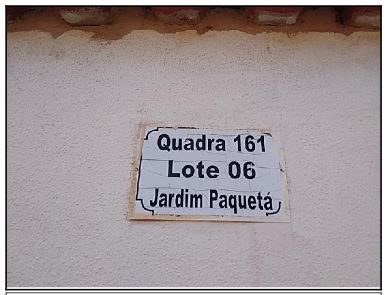 Quadra 161
Lote 06
Jardim Paquetá